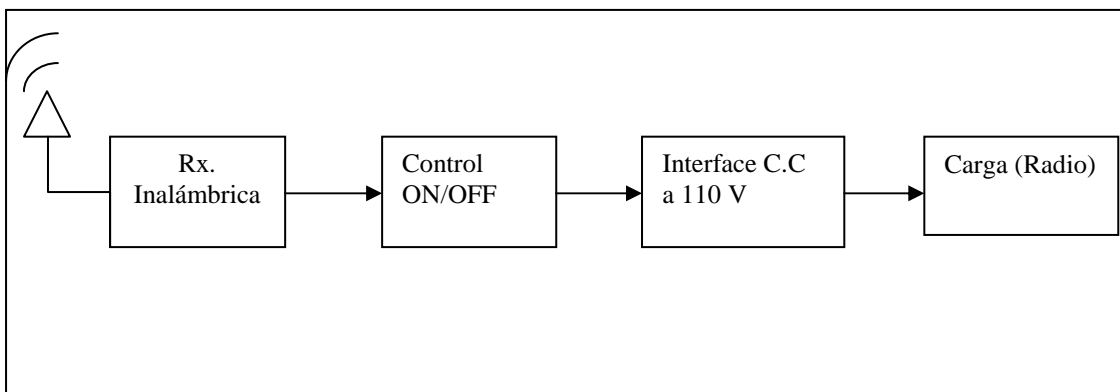 Rx.
Inalámbrica
Control
ON/OFF
Interface C.C
a 110 V
Carga (Radio)